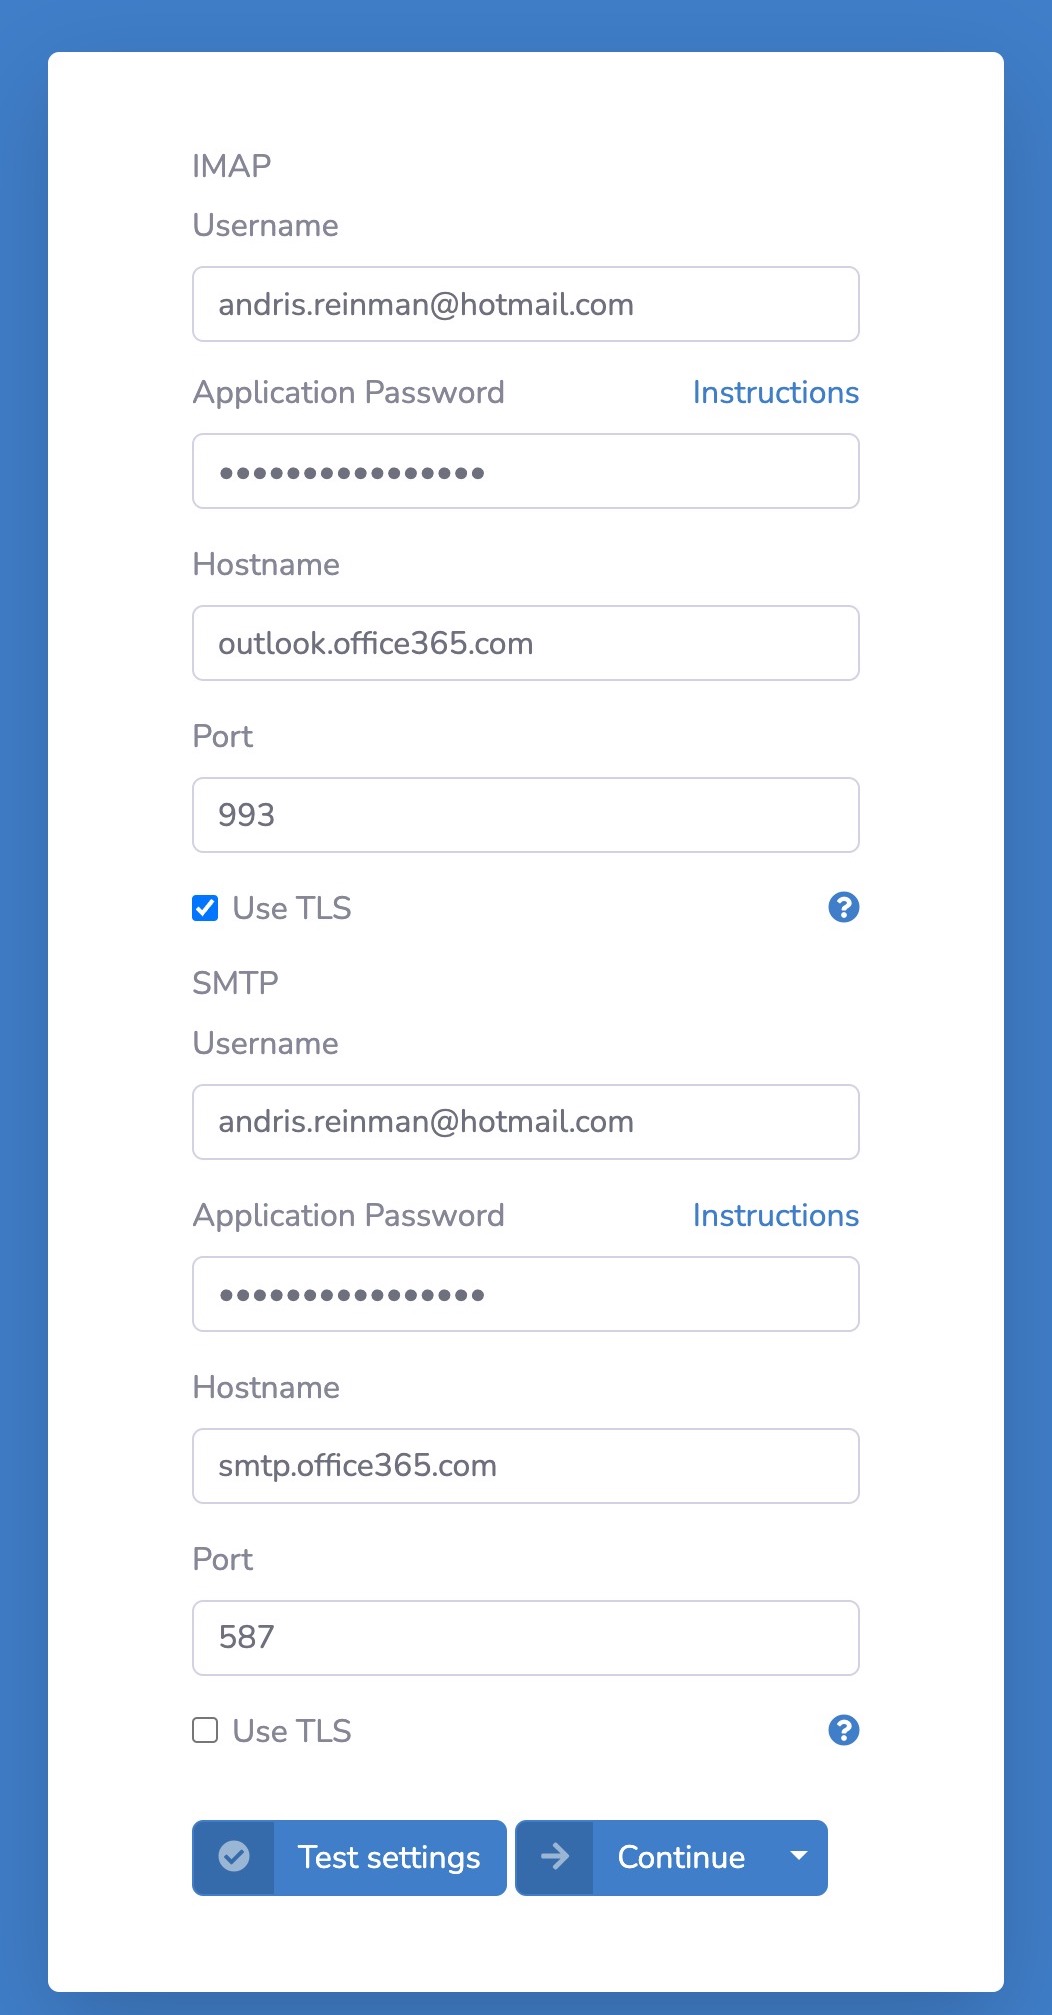 IMAP
Username
andris.reinman@hotmail.com
Application Password Instructions
••••••••••••••••
Hostname
outlook.office365.com
Port
993
Use TLS ?
SMTP
Username
andris.reinman@hotmail.com
Application Password Instructions
••••••••••••••••
Hostname
smtp.office365.com
Port
587
Use TLS ?
Test settings Continue